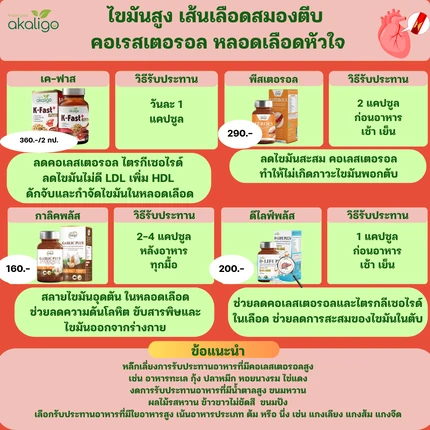 akaligo
ไขมันสูง เส้นเลือดสมองตีบ
คอเรสเตอรอล หลอดเลือดหัวใจ
เค-ฟาส
วิธีรับประทาน
akaligo
K-Fast
K-Fast
วันละ 1
แคปซูล
360.-/2 กป.
ลดคอเลสเตอรอล ไตรกีเซอไรด์
ลดไขมันไม่ดี LDL เพิ่ม HDL
ดักจับและกำจัดไขมันในหลอดเลือด
พีสเตอรอล
วิธีรับประทาน
290.-
2 แคปซูล
ก่อนอาหาร
เช้า เย็น
ลดไขมันสะสม คอเลสเตอรอล
ทำให้ไม่เกิดภาวะไขมันพอกตับ
กาลิคพลัส
วิธีรับประทาน
GARLIC PLUS
160.-
2-4 แคปซูล
หลังอาหาร
ทุกมื้อ
สลายไขมันอุดตัน ในหลอดเลือด
ช่วยลดความดันโลหิต ขับสารพิษและ
ไขมันออกจากร่างกาย
ดีไลฟ์พลัส
วิธีรับประทาน
D-LIFE PLUS
200.-
1 แคปซูล
ก่อนอาหาร
เช้า เย็น
ช่วยลดคอเลสเตอรอลและไตรกลีเซอไรด์
ในเลือด ช่วยลดการสะสมของไขมันในตับ
ข้อแนะนำ
หลีกเลี่ยงการรับประทานอาหารที่มีคอเลสเตอรอลสูง
เช่น อาหารทะเล กุ้ง ปลาหมึก หอยนางรม ไข่แดง
งดการรับประทานอาหารที่มีน้ำตาลสูง ขนมหวาน
ผลไม้รสหวาน ข้าวขาวไม่ขัดสี ขนมปัง
เลือกรับประทานอาหารที่มีใยอาหารสูง เน้นอาหารประเภท ต้ม หรือ นึ่ง เช่น แกงเลียง แกงส้ม แกงจืด